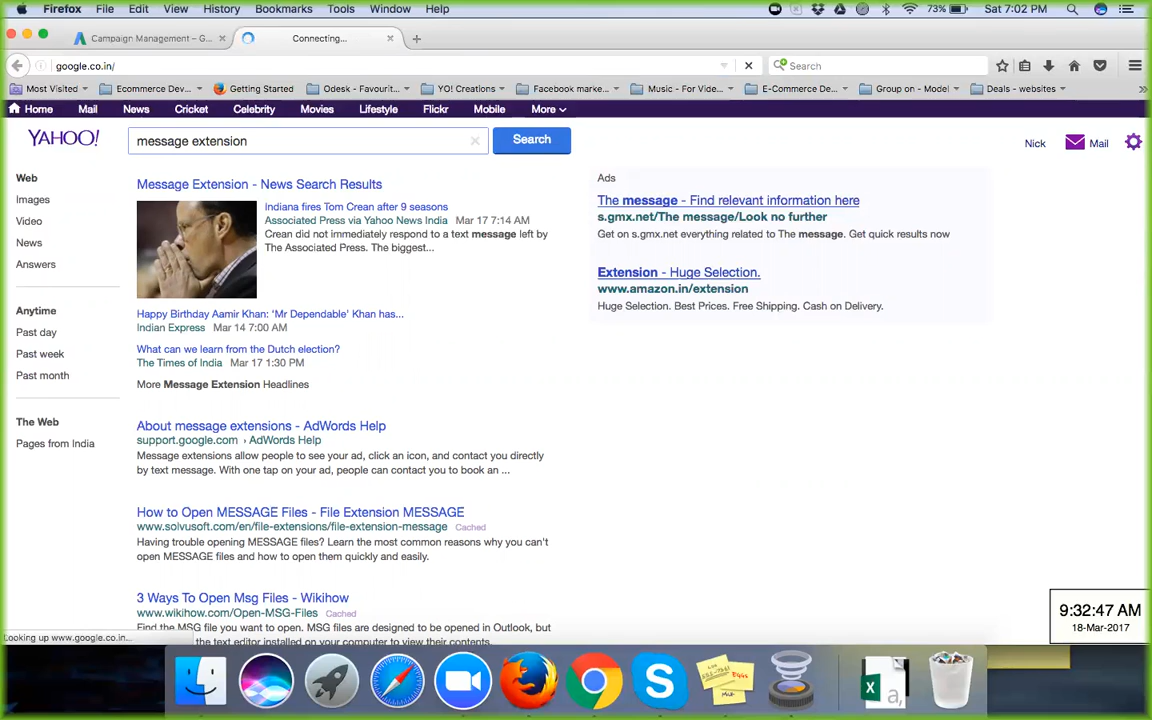 Firefox File Edit View History Bookmarks Tools Window Help 73% Sat 7:02 PM
Campaign Management – G... Connecting...
google.co.in/ Search
Most Visited Ecommerce Dev... Getting Started Odesk - Favourit... YO! Creations Facebook marke... Music - For Vide... E-Commerce De... Group on - Model Deals - websites
Home Mail News Cricket Celebrity Movies Lifestyle Flickr Mobile More
YAHOO! message extension Search Nick Mail
Web
Images
Video
News
Answers
Anytime
Past day
Past week
Past month
The Web
Pages from India
Message Extension - News Search Results
Indiana fires Tom Crean after 9 seasons
Associated Press via Yahoo News India Mar 17 7:14 AM
Crean did not immediately respond to a text message left by
The Associated Press. The biggest...
Happy Birthday Aamir Khan: 'Mr Dependable' Khan has...
Indian Express Mar 14 7:00 AM
What can we learn from the Dutch election?
The Times of India Mar 17 1:30 PM
More Message Extension Headlines
About message extensions - AdWords Help
support.google.com › AdWords Help
Message extensions allow people to see your ad, click an icon, and contact you directly
by text message. With one tap on your ad, people can contact you to book an ...
How to Open MESSAGE Files - File Extension MESSAGE
www.solvusoft.com/en/file-extensions/file-extension-message Cached
Having trouble opening MESSAGE files? Learn the most common reasons why you can't
open MESSAGE files and how to open them quickly and easily.
3 Ways To Open Msg Files - Wikihow
www.wikihow.com/Open-MSG-Files Cached
Find the MSG file you want to open. MSG files are designed to be opened in Outlook, but
the text editor installed on your computer to view their contents.
Ads
The message - Find relevant information here
s.gmx.net/The message/Look no further
Get on s.gmx.net everything related to The message. Get quick results now
Extension - Huge Selection.
www.amazon.in/extension
Huge Selection. Best Prices. Free Shipping. Cash on Delivery.
9:32:47 AM
18-Mar-2017
Looking up www.google.co.in...